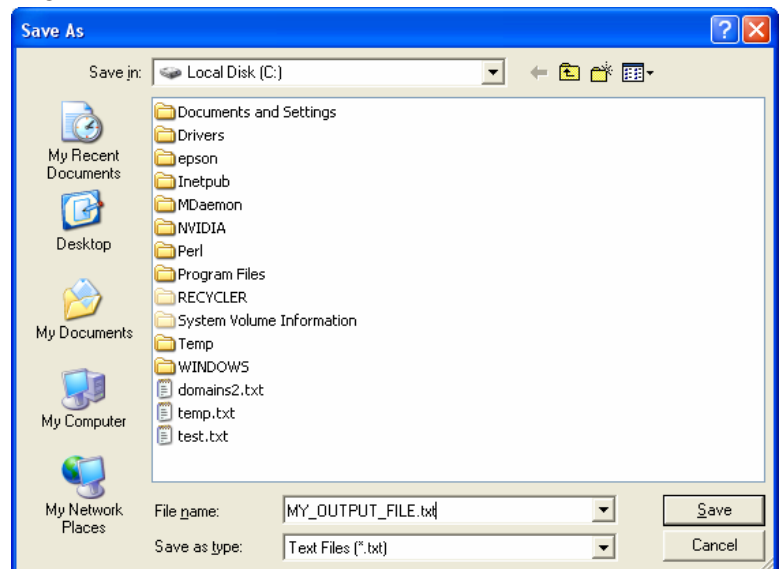 Save As
Save in:
Local Disk (C:)
My Recent
Documents
Desktop
My Documents
My Computer
My Network
Places
Documents and Settings
Drivers
epson
Inetpub
MDaemon
NVIDIA
Perl
Program Files
RECYCLER
System Volume Information
Temp
WINDOWS
domains2.txt
temp.txt
test.txt
File name:
MY_OUTPUT_FILE.txt
Save
Save as type:
Text Files (*.txt)
Cancel